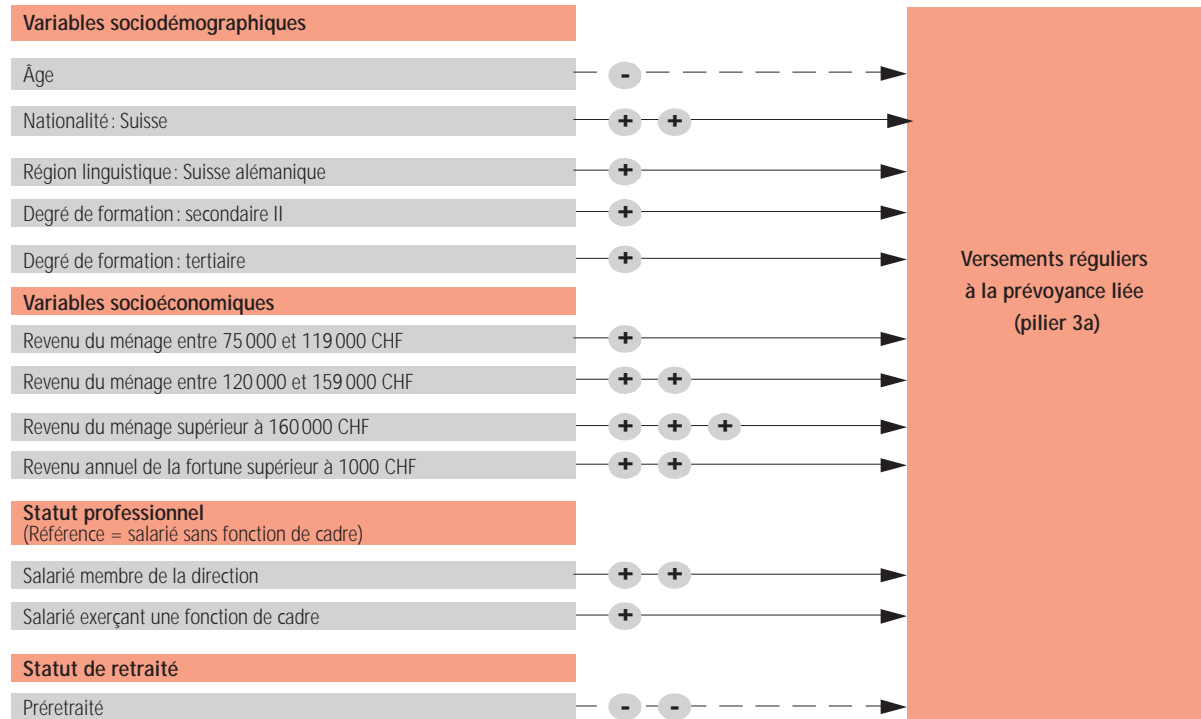 Variables sociodémographiques
Âge
-
Nationalité : Suisse
+ +
Région linguistique : Suisse alémanique
+
Degré de formation : secondaire II
+
Degré de formation : tertiaire
+
Variables socioéconomiques
Revenu du ménage entre 75 000 et 119 000 CHF
+
Revenu du ménage entre 120 000 et 159 000 CHF
+ +
Revenu du ménage supérieur à 160 000 CHF
+ + +
Revenu annuel de la fortune supérieur à 1000 CHF
+ +
Statut professionnel
(Référence = salarié sans fonction de cadre)
Salarié membre de la direction
+ +
Salarié exerçant une fonction de cadre
+
Statut de retraité
Préretraité
- -
Versements réguliers
à la prévoyance liée
(pilier 3a)